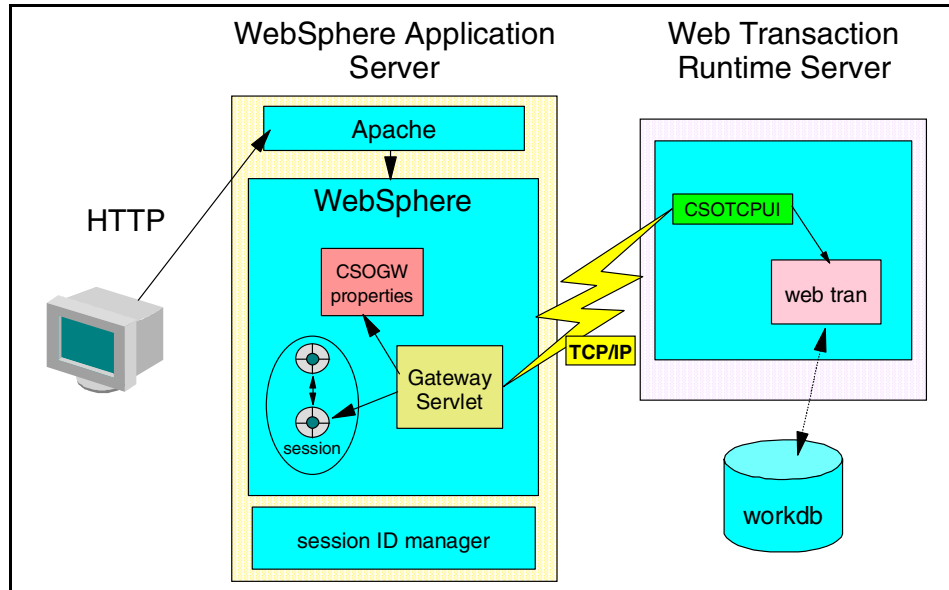 WebSphere Application
Server
Web Transaction
Runtime Server
Apache
HTTP
WebSphere
CSOGW
properties
Gateway
Servlet
session
session ID manager
TCP/IP
CSOTCPUI
web tran
workdb